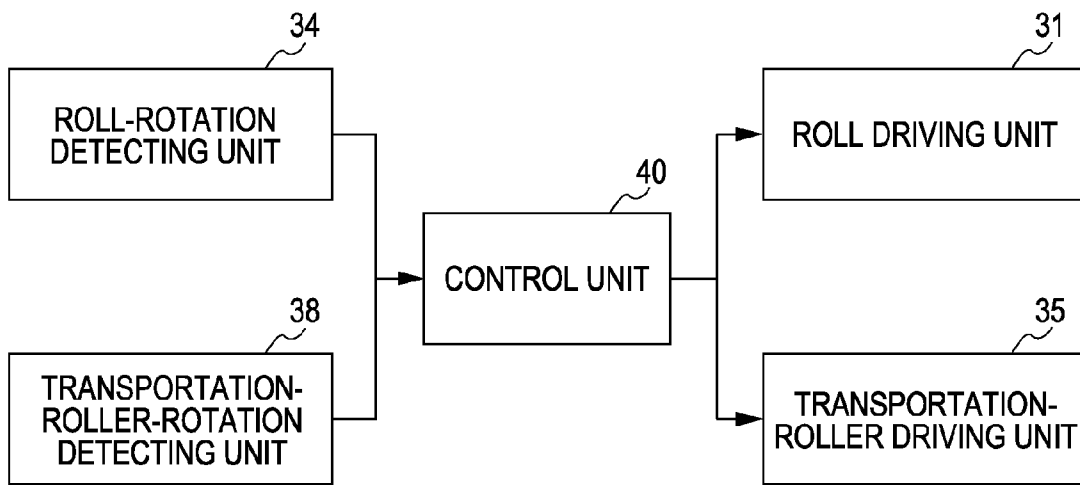 34
ROLL-ROTATION
DETECTING UNIT
31
ROLL DRIVING UNIT
40
CONTROL UNIT
38
TRANSPORTATION-
ROLLER-ROTATION
DETECTING UNIT
35
TRANSPORTATION-
ROLLER DRIVING UNIT